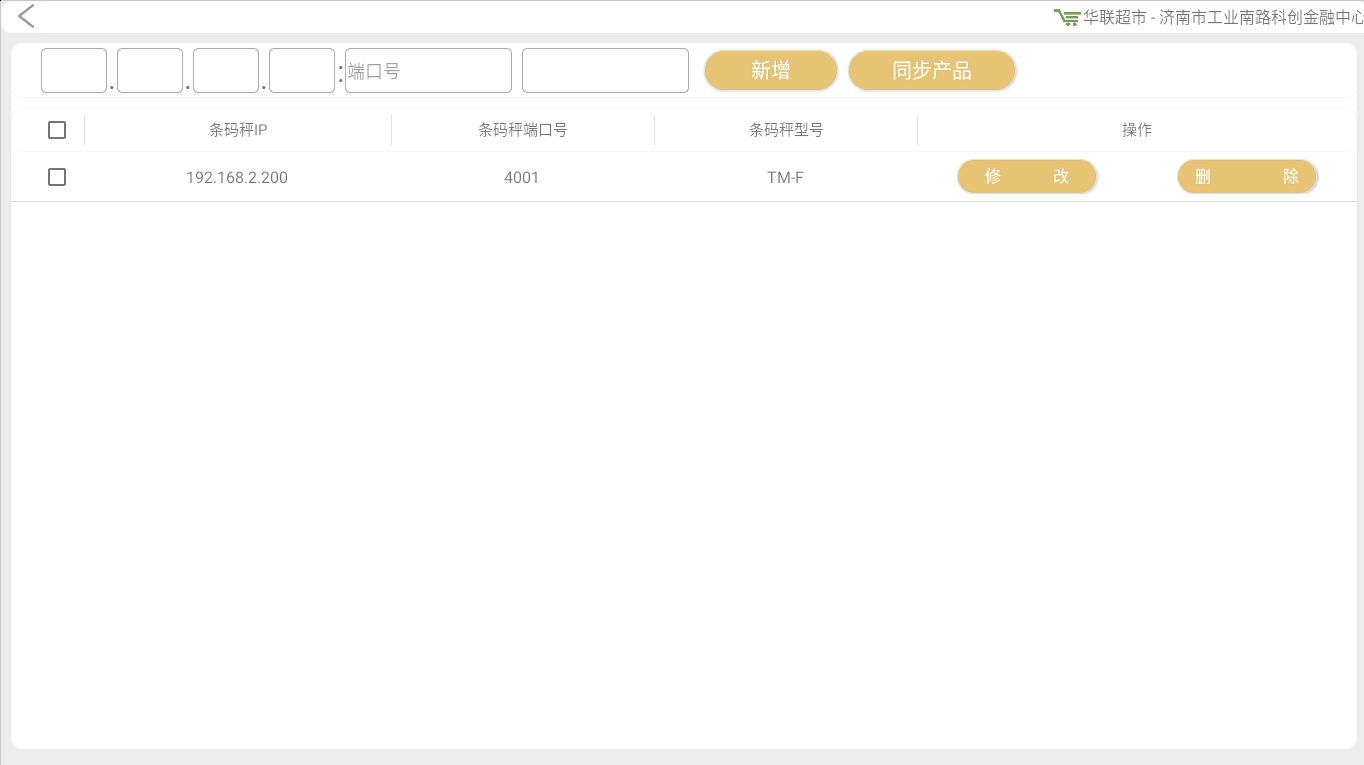 华联超市 - 济南市工业南路科创金融中心
. . . : 端口号 新增 同步产品
条码秤IP 条码秤端口号 条码秤型号 操作
192.168.2.200 4001 TM-F 修 改 删 除